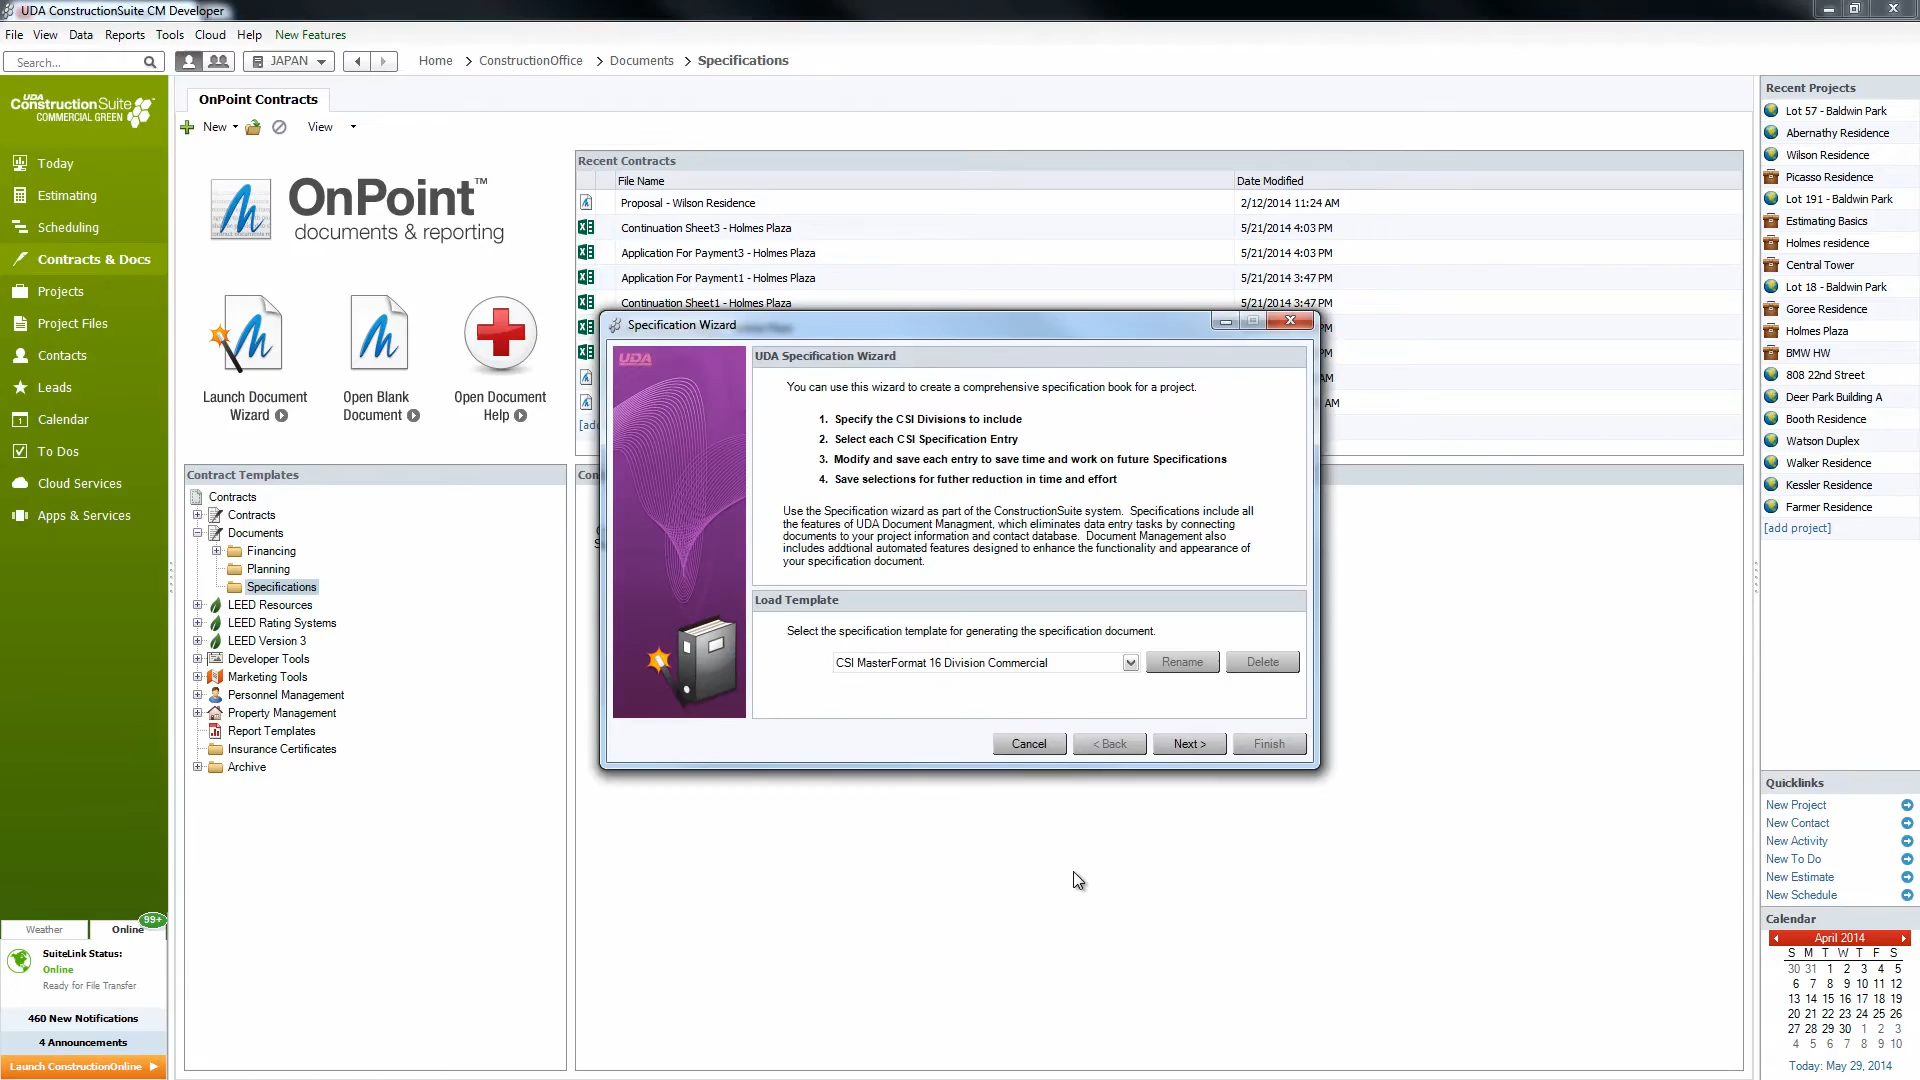 UDA ConstructionSuite CM Developer
File View Data Reports Tools Cloud Help New Features
Search...
JAPAN
Home > ConstructionOffice > Documents > Specifications
UDA
ConstructionSuite
COMMERCIAL GREEN
Today
Estimating
Scheduling
Contracts & Docs
Projects
Project Files
Contacts
Leads
Calendar
To Dos
Cloud Services
Apps & Services
Weather
Online
99+
SuiteLink Status:
Online
Ready for File Transfer
460 New Notifications
4 Announcements
Launch ConstructionOnline
OnPoint Contracts
New
View
OnPoint™
documents & reporting
Launch Document
Wizard
Open Blank
Document
Open Document
Help
Recent Contracts
File Name Date Modified
Proposal - Wilson Residence 2/12/2014 11:24 AM
Continuation Sheet3 - Holmes Plaza 5/21/2014 4:03 PM
Application For Payment3 - Holmes Plaza 5/21/2014 4:03 PM
Application For Payment1 - Holmes Plaza 5/21/2014 3:47 PM
Continuation Sheet1 - Holmes Plaza 5/21/2014 3:47 PM
PM
PM
AM
AM
[add
Contract Templates
Contracts
Contracts
Documents
Financing
Planning
Specifications
LEED Resources
LEED Rating Systems
LEED Version 3
Developer Tools
Marketing Tools
Personnel Management
Property Management
Report Templates
Insurance Certificates
Archive
Con
Specification Wizard
UDA
UDA Specification Wizard
You can use this wizard to create a comprehensive specification book for a project.
1. Specify the CSI Divisions to include
2. Select each CSI Specification Entry
3. Modify and save each entry to save time and work on future Specifications
4. Save selections for futher reduction in time and effort
Use the Specification wizard as part of the ConstructionSuite system. Specifications include all
the features of UDA Document Managment, which eliminates data entry tasks by connecting
documents to your project information and contact database. Document Management also
includes addtional automated features designed to enhance the functionality and appearance of
your specification document.
Load Template
Select the specification template for generating the specification document.
CSI MasterFormat 16 Division Commercial
Rename
Delete
Cancel
< Back
Next >
Finish
Recent Projects
Lot 57 - Baldwin Park
Abernathy Residence
Wilson Residence
Picasso Residence
Lot 191 - Baldwin Park
Estimating Basics
Holmes residence
Central Tower
Lot 18 - Baldwin Park
Goree Residence
Holmes Plaza
BMW HW
808 22nd Street
Deer Park Building A
Booth Residence
Watson Duplex
Walker Residence
Kessler Residence
Farmer Residence
[add project]
Quicklinks
New Project
New Contact
New Activity
New To Do
New Estimate
New Schedule
Calendar
April 2014
S M T W T F S
30 31 1 2 3 4 5
6 7 8 9 10 11 12
13 14 15 16 17 18 19
20 21 22 23 24 25 26
27 28 29 30 1 2 3
4 5 6 7 8 9 10
Today: May 29, 2014